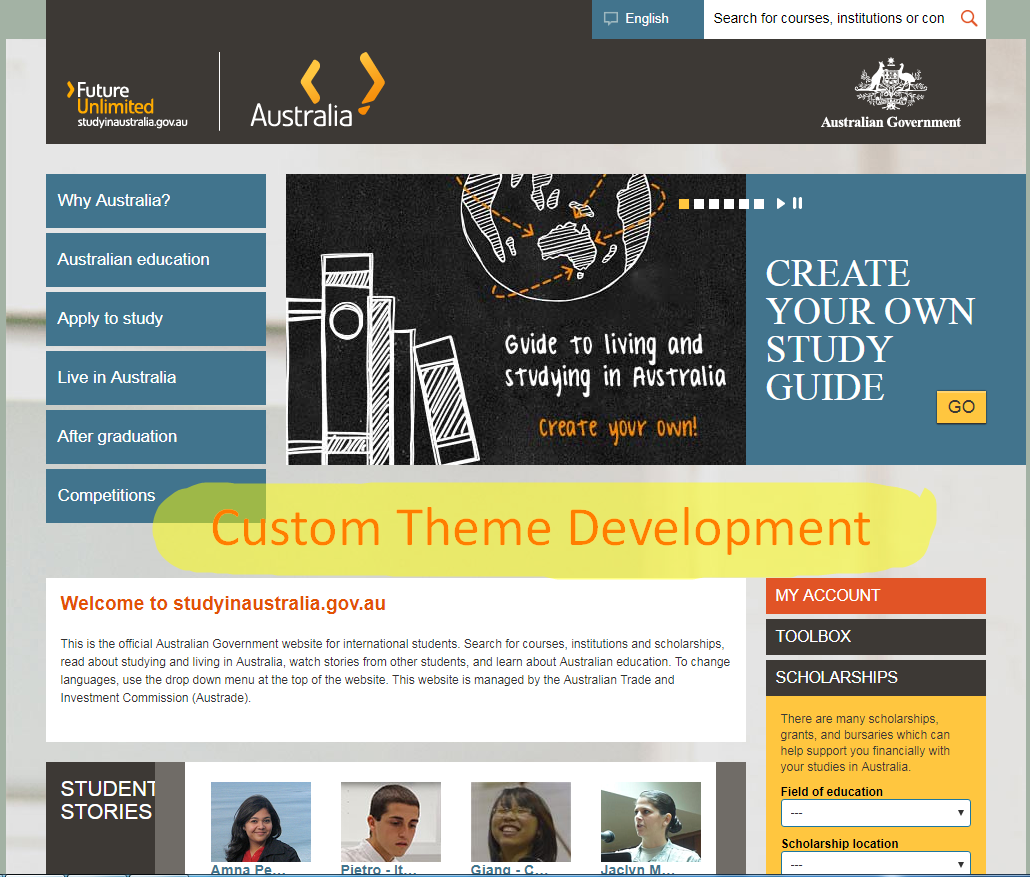 English
Search for courses, institutions or con
Future
Unlimited
studyinaustralia.gov.au
Australia
Australian Government
Why Australia?
Australian education
Apply to study
Live in Australia
After graduation
Competitions
Guide to living and
studying in Australia
Create your own!
CREATE
YOUR OWN
STUDY
GUIDE
GO
Custom Theme Development
Welcome to studyinaustralia.gov.au
This is the official Australian Government website for international students. Search for courses, institutions and scholarships,
read about studying and living in Australia, watch stories from other students, and learn about Australian education. To change
languages, use the drop down menu at the top of the website. This website is managed by the Australian Trade and
Investment Commission (Austrade).
STUDENT
STORIES
Amna Pe...
Pietro - It...
Giang - C...
Jaclyn M...
MY ACCOUNT
TOOLBOX
SCHOLARSHIPS
There are many scholarships,
grants, and bursaries which can
help support you financially with
your studies in Australia.
Field of education
---
Scholarship location
---